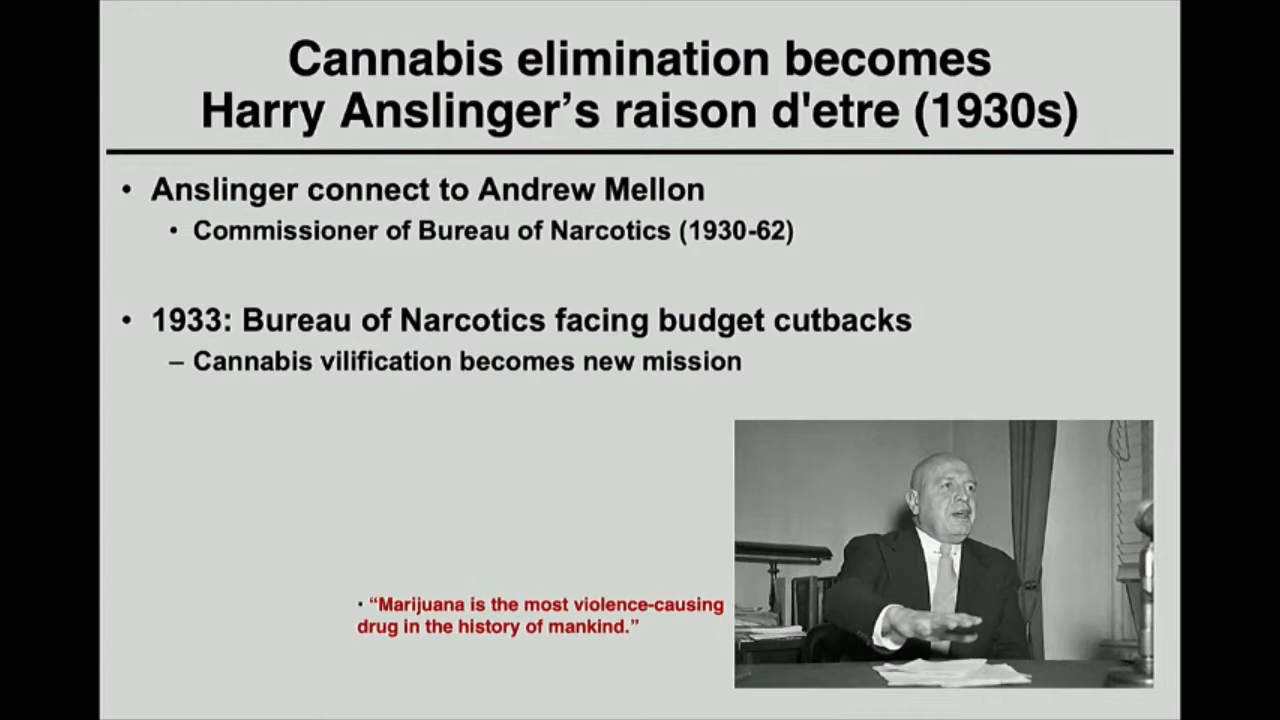 Cannabis elimination becomes
Harry Anslinger’s raison d'etre (1930s)
• Anslinger connect to Andrew Mellon
• Commissioner of Bureau of Narcotics (1930-62)
• 1933: Bureau of Narcotics facing budget cutbacks
– Cannabis vilification becomes new mission
• “Marijuana is the most violence-causing
drug in the history of mankind.”